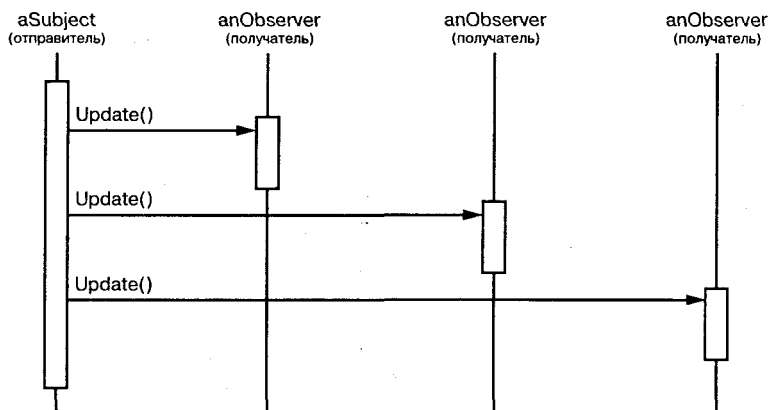 aSubject anObserver anObserver anObserver
(отправитель) (получатель) (получатель) (получатель)
Update()
Update()
Update()